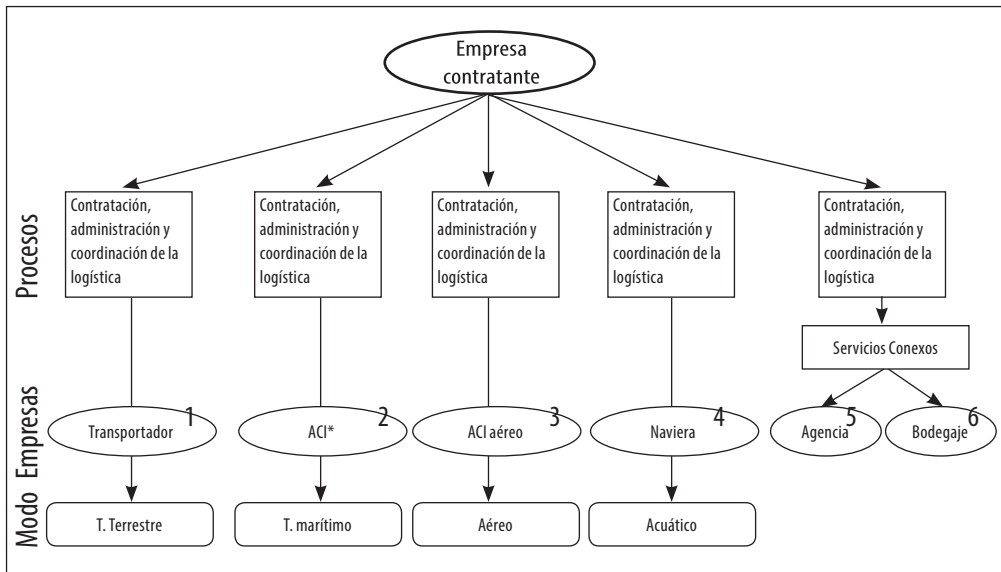 Empresa
contratante
Procesos
Contratación,
administración y
coordinación de la
logística
Contratación,
administración y
coordinación de la
logística
Contratación,
administración y
coordinación de la
logística
Contratación,
administración y
coordinación de la
logística
Contratación,
administración y
coordinación de la
logística
Servicios Conexos
Empresas
Transportador 1
ACI* 2
ACI aéreo 3
Naviera 4
Agencia 5
Bodegaje 6
Modo
T. Terrestre
T. marítimo
Aéreo
Acuático